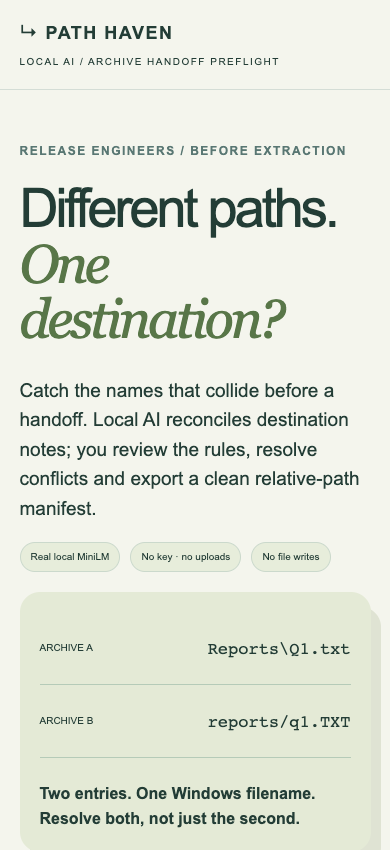 ↳ PATH HAVEN
LOCAL AI / ARCHIVE HANDOFF PREFLIGHT
RELEASE ENGINEERS / BEFORE EXTRACTION
Different paths.
One
destination?
Catch the names that collide before a
handoff. Local AI reconciles destination
notes; you review the rules, resolve
conflicts and export a clean relative-path
manifest.
Real local MiniLM
No key · no uploads
No file writes
ARCHIVE A
Reports\Q1.txt
ARCHIVE B
reports/q1.TXT
Two entries. One Windows filename.
Resolve both, not just the second.